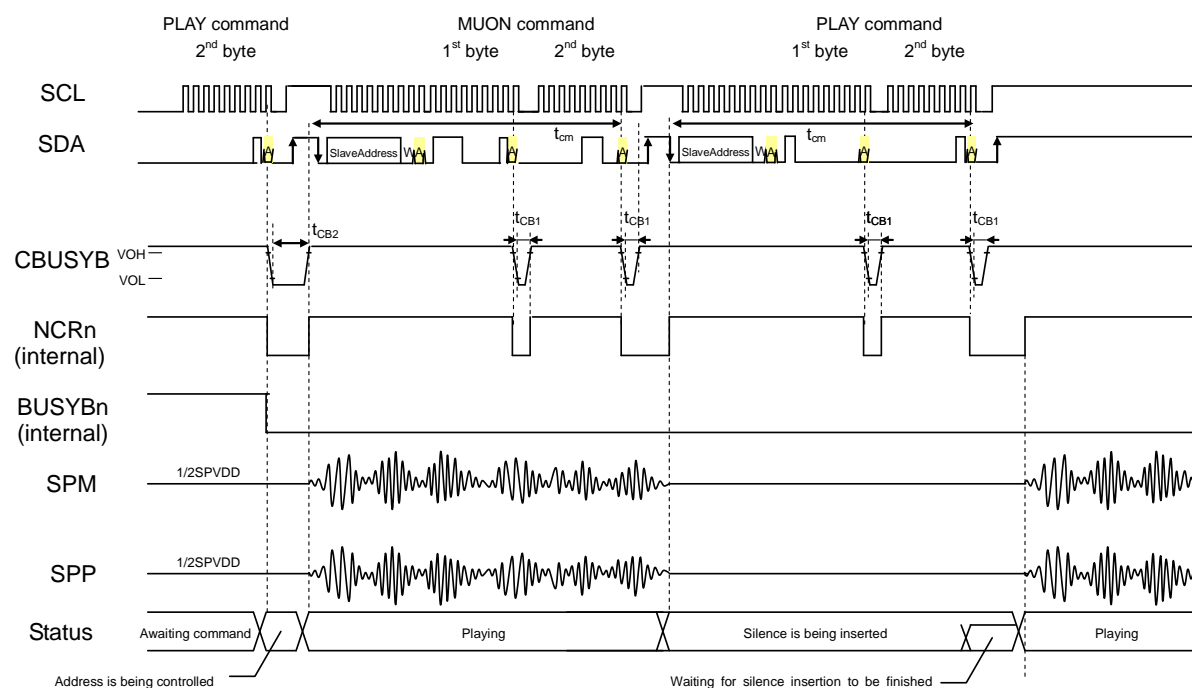 PLAY command
2nd byte
MUON command
1st byte 2nd byte
PLAY command
1st byte 2nd byte
SCL
tcm tcm
SDA
A SlaveAddress W A A A SlaveAddress W A A A
tCB2 tCB1 tCB1 tCB1 tCB1
CBUSYB
VOH
VOL
NCRn
(internal)
BUSYBn
(internal)
SPM
1/2SPVDD
SPP
1/2SPVDD
Status
Awaiting command
Playing
Silence is being inserted
Playing
Address is being controlled
Waiting for silence insertion to be finished